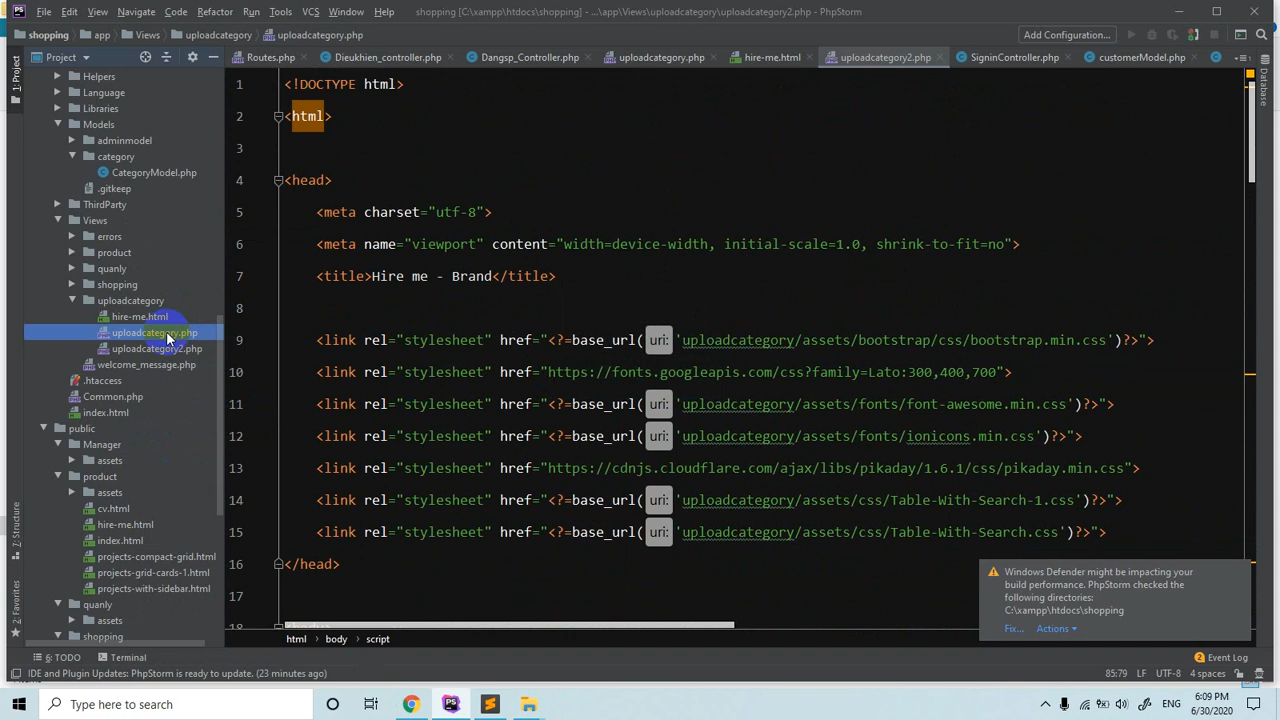 File Edit View Navigate Code Refactor Run Tools VCS Window Help shopping [C:\xampp\htdocs\shopping] - ...\app\Views\uploadcategory\uploadcategory2.php - PhpStorm
shopping app Views uploadcategory uploadcategory.php Add Configuration...
Project Routes.php Dieukhien_controller.php Dangsp_Controller.php uploadcategory.php hire-me.html uploadcategory2.php SigninController.php customerModel.php
1: Project
Database
7: Structure
2: Favorites
Helpers
Language
Libraries
Models
adminmodel
category
CategoryModel.php
.gitkeep
ThirdParty
Views
errors
product
quanly
shopping
uploadcategory
hire-me.html
uploadcategory.php
uploadcategory2.php
welcome_message.php
.htaccess
Common.php
index.html
public
Manager
assets
product
assets
cv.html
hire-me.html
index.html
projects-compact-grid.html
projects-grid-cards-1.html
projects-with-sidebar.html
quanly
assets
shopping
1 <!DOCTYPE html>
2 <html>
3
4 <head>
5 <meta charset="utf-8">
6 <meta name="viewport" content="width=device-width, initial-scale=1.0, shrink-to-fit=no">
7 <title>Hire me - Brand</title>
8
9 <link rel="stylesheet" href="<?=base_url( uri: 'uploadcategory/assets/bootstrap/css/bootstrap.min.css')?>">
10 <link rel="stylesheet" href="https://fonts.googleapis.com/css?family=Lato:300,400,700">
11 <link rel="stylesheet" href="<?=base_url( uri: 'uploadcategory/assets/fonts/font-awesome.min.css')?>">
12 <link rel="stylesheet" href="<?=base_url( uri: 'uploadcategory/assets/fonts/ionicons.min.css')?>">
13 <link rel="stylesheet" href="https://cdnjs.cloudflare.com/ajax/libs/pikaday/1.6.1/css/pikaday.min.css">
14 <link rel="stylesheet" href="<?=base_url( uri: 'uploadcategory/assets/css/Table-With-Search-1.css')?>">
15 <link rel="stylesheet" href="<?=base_url( uri: 'uploadcategory/assets/css/Table-With-Search.css')?>">
16 </head>
17
18
Windows Defender might be impacting your
build performance. PhpStorm checked the
following directories:
C:\xampp\htdocs\shopping
Fix... Actions
html body script
6: TODO Terminal 2 Event Log
IDE and Plugin Updates: PhpStorm is ready to update. (23 minutes ago) 85:79 LF UTF-8 4 spaces
Type here to search ENG 6:09 PM
6/30/2020